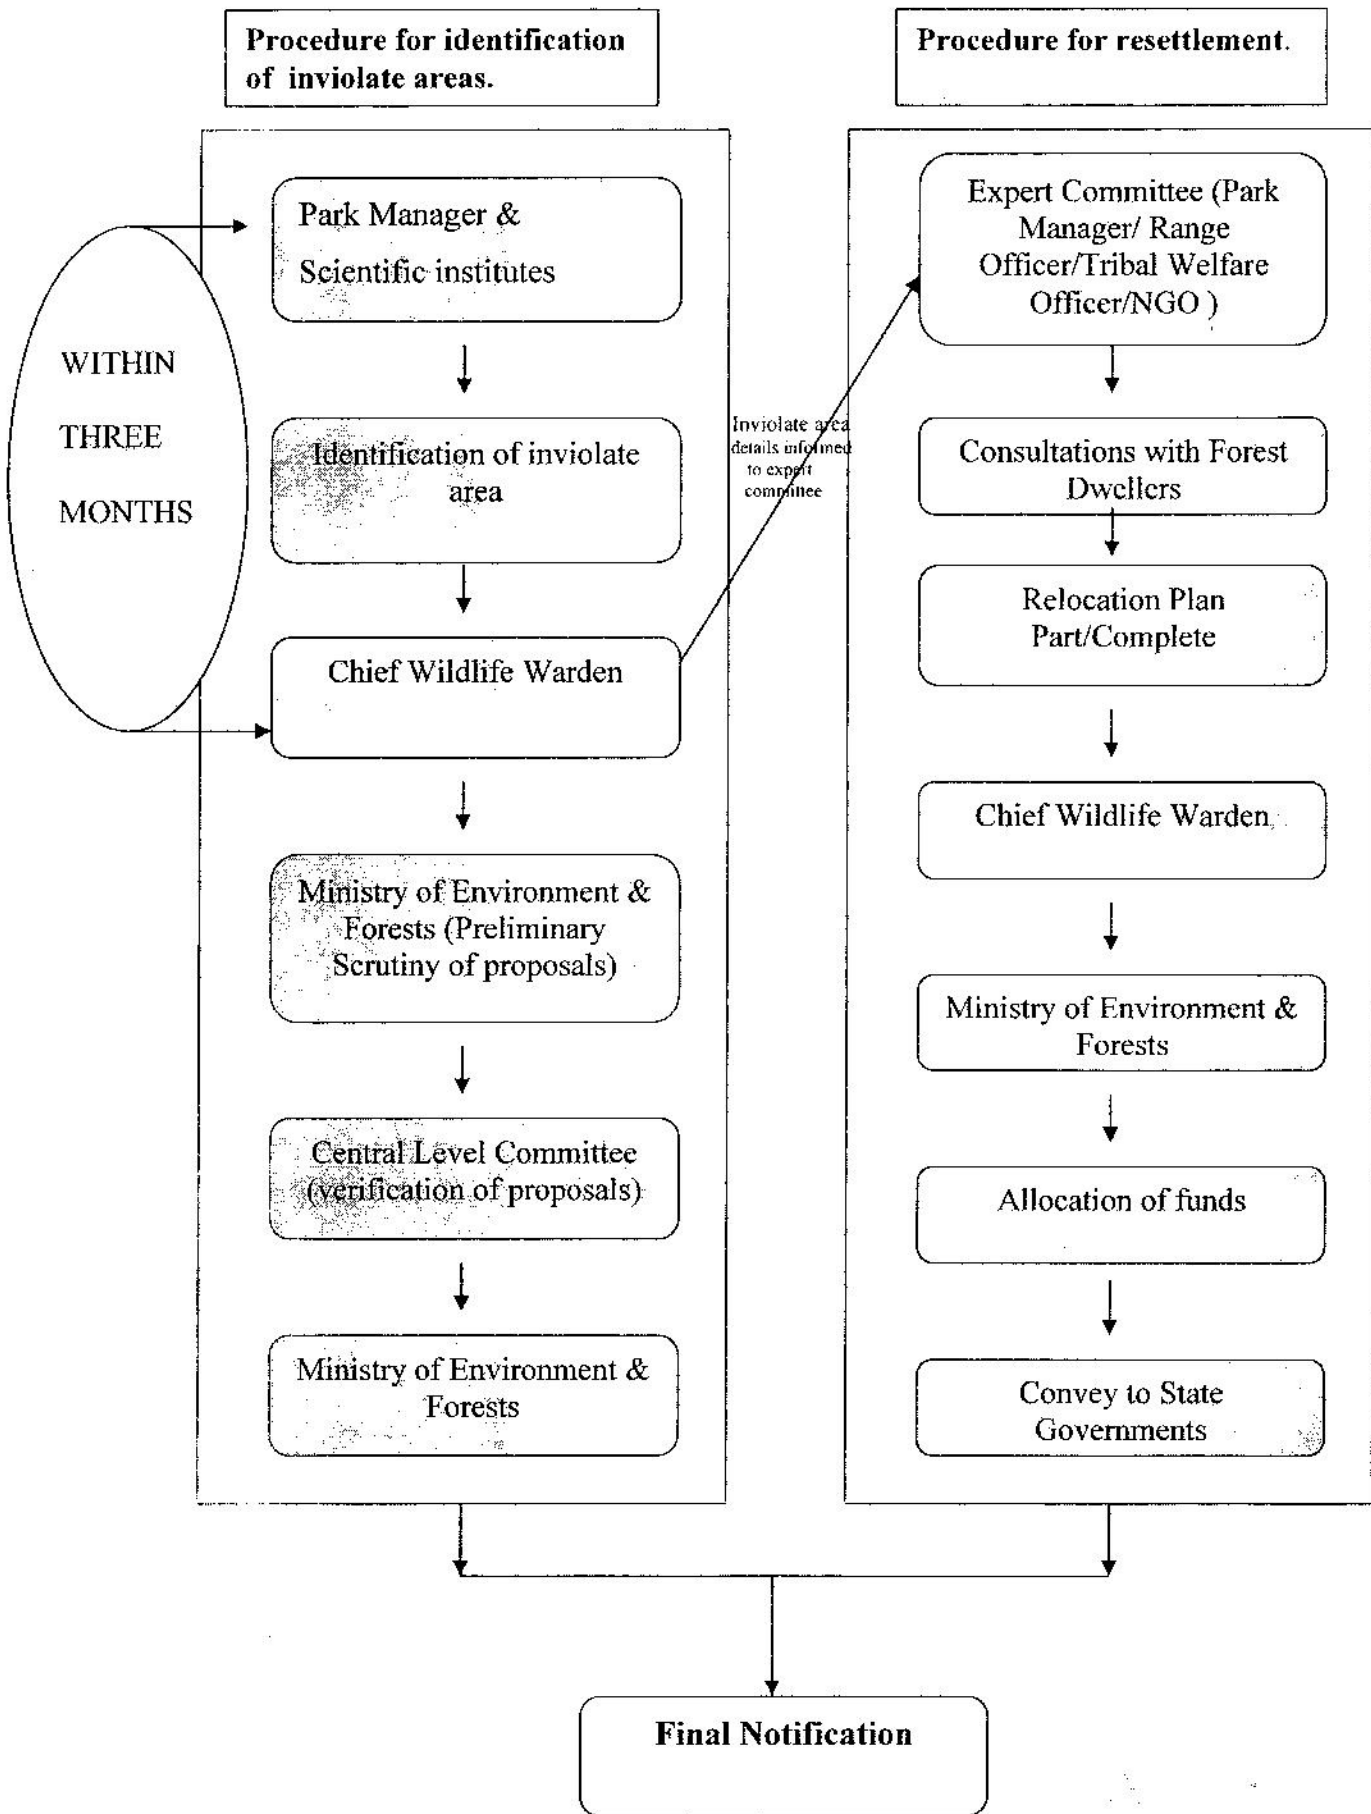 Procedure for identification
of inviolate areas.
Park Manager &
Scientific institutes
WITHIN
THREE
MONTHS
Identification of inviolate
area
Chief Wildlife Warden
Ministry of Environment &
Forests (Preliminary
Scrutiny of proposals)
Central Level Committee
(verification of proposals)
Ministry of Environment &
Forests
Inviolate area
details informed
to expert
committee
Procedure for resettlement.
Expert Committee (Park
Manager/ Range
Officer/Tribal Welfare
Officer/NGO )
Consultations with Forest
Dwellers
Relocation Plan
Part/Complete
Chief Wildlife Warden
Ministry of Environment &
Forests
Allocation of funds
Convey to State
Governments
Final Notification